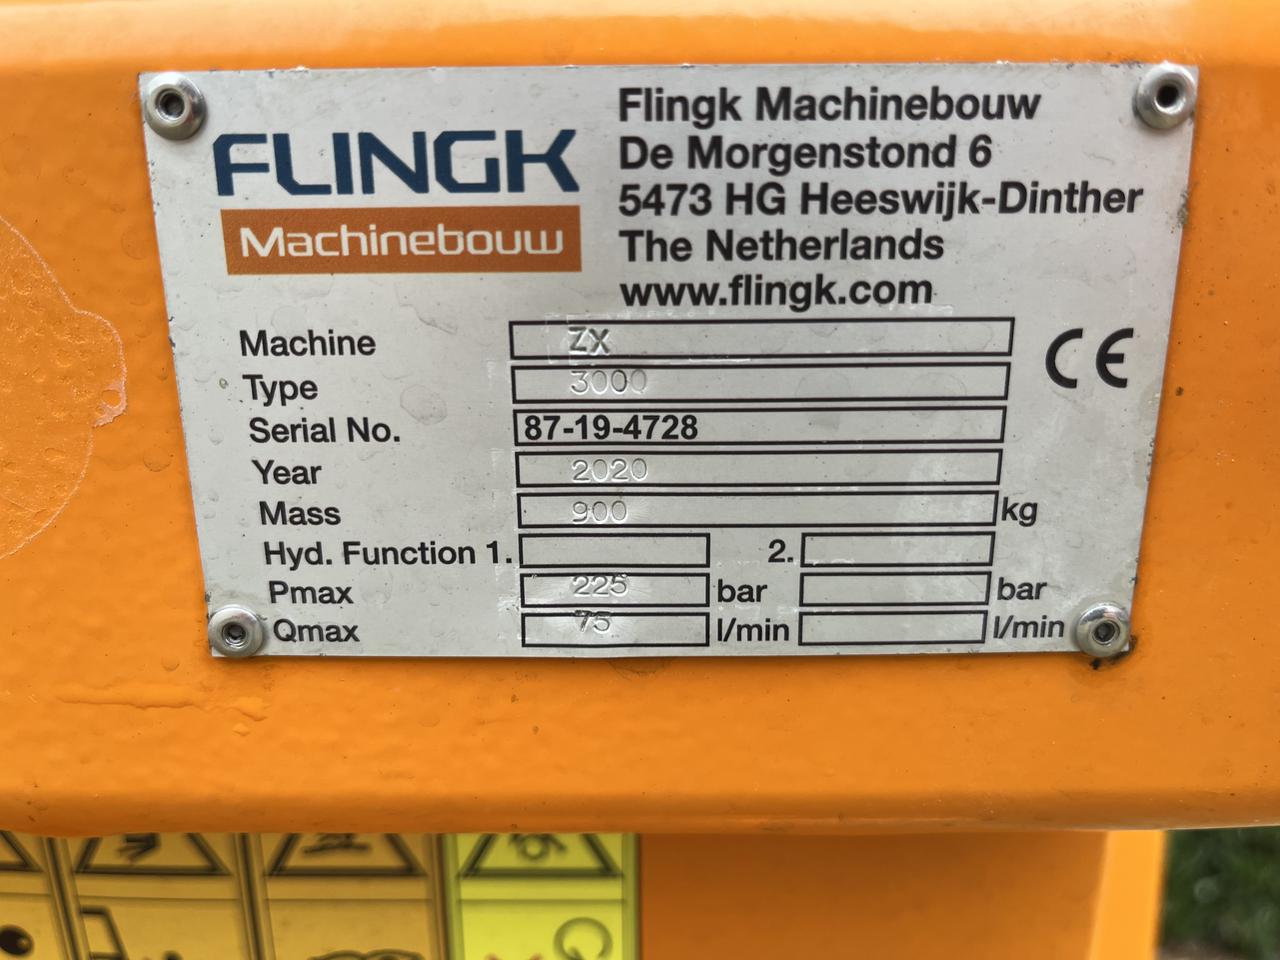 FLINGK
Machinebouw
Flingk Machinebouw
De Morgenstond 6
5473 HG Heeswijk-Dinther
The Netherlands
www.flingk.com
Machine ZX
Type 3000
Serial No. 87-19-4728
Year 2020
Mass 900 kg
Hyd. Function 1. 2.
Pmax 225 bar bar
Qmax 75 l/min l/min
CE